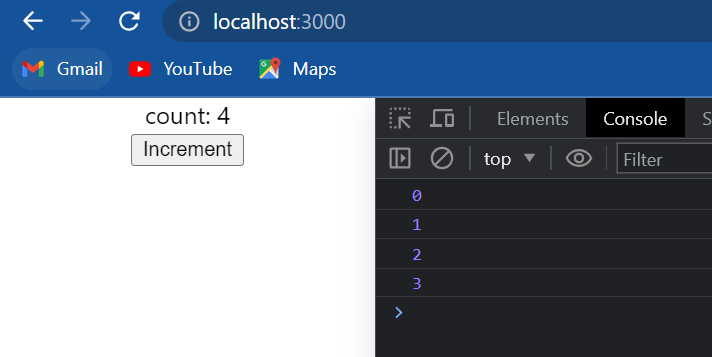 localhost:3000
Gmail YouTube Maps
count: 4
Increment
Elements Console S
top Filter
0
1
2
3